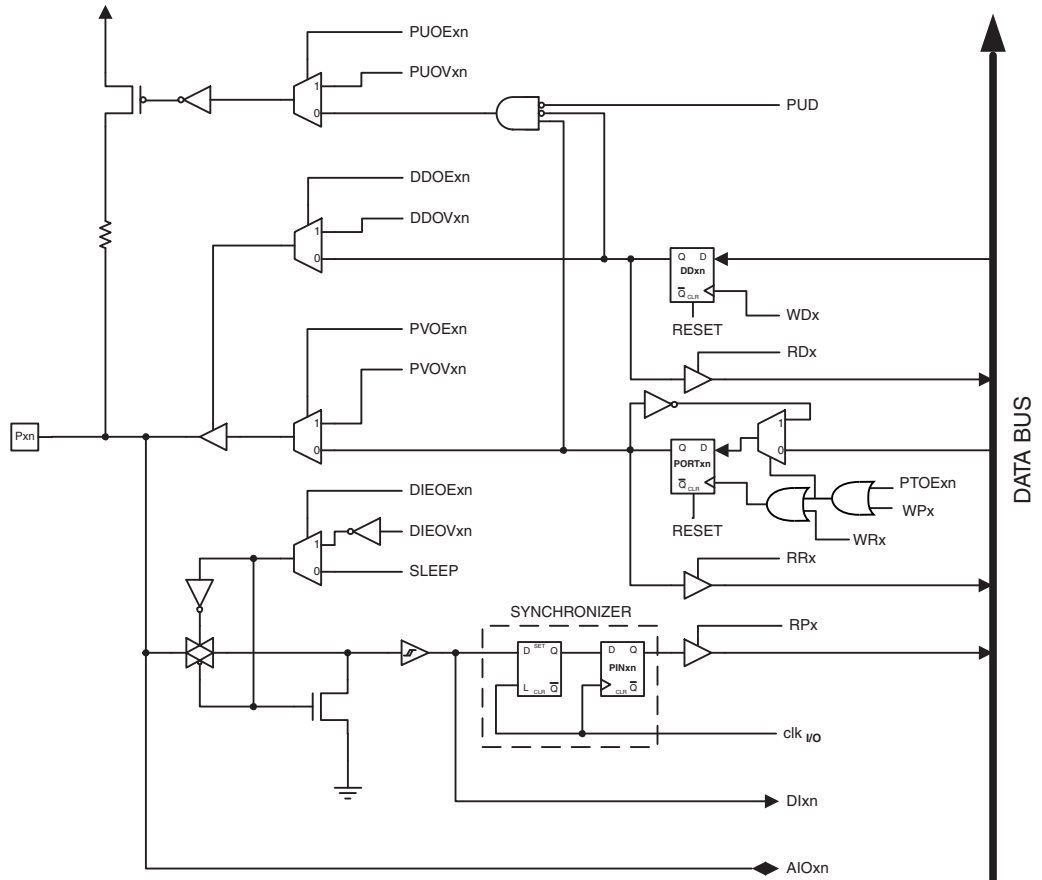 PUOExn
PUOVxn
1
0
PUD
DDOExn
DDOVxn
1
0
Q D
DDxn
Q CLR
WDx
RESET
RDx
PVOExn
PVOVxn
1
0
Pxn
1
0
Q D
PORTxn
Q CLR
PTOExn
WPx
RESET
WRx
RRx
DIEOExn
DIEOVxn
1
0
SLEEP
SYNCHRONIZER
RPx
D SET Q
L CLR Q
D Q
PINxn
CLR Q
clk I/O
DIxn
AIOxn
DATA BUS